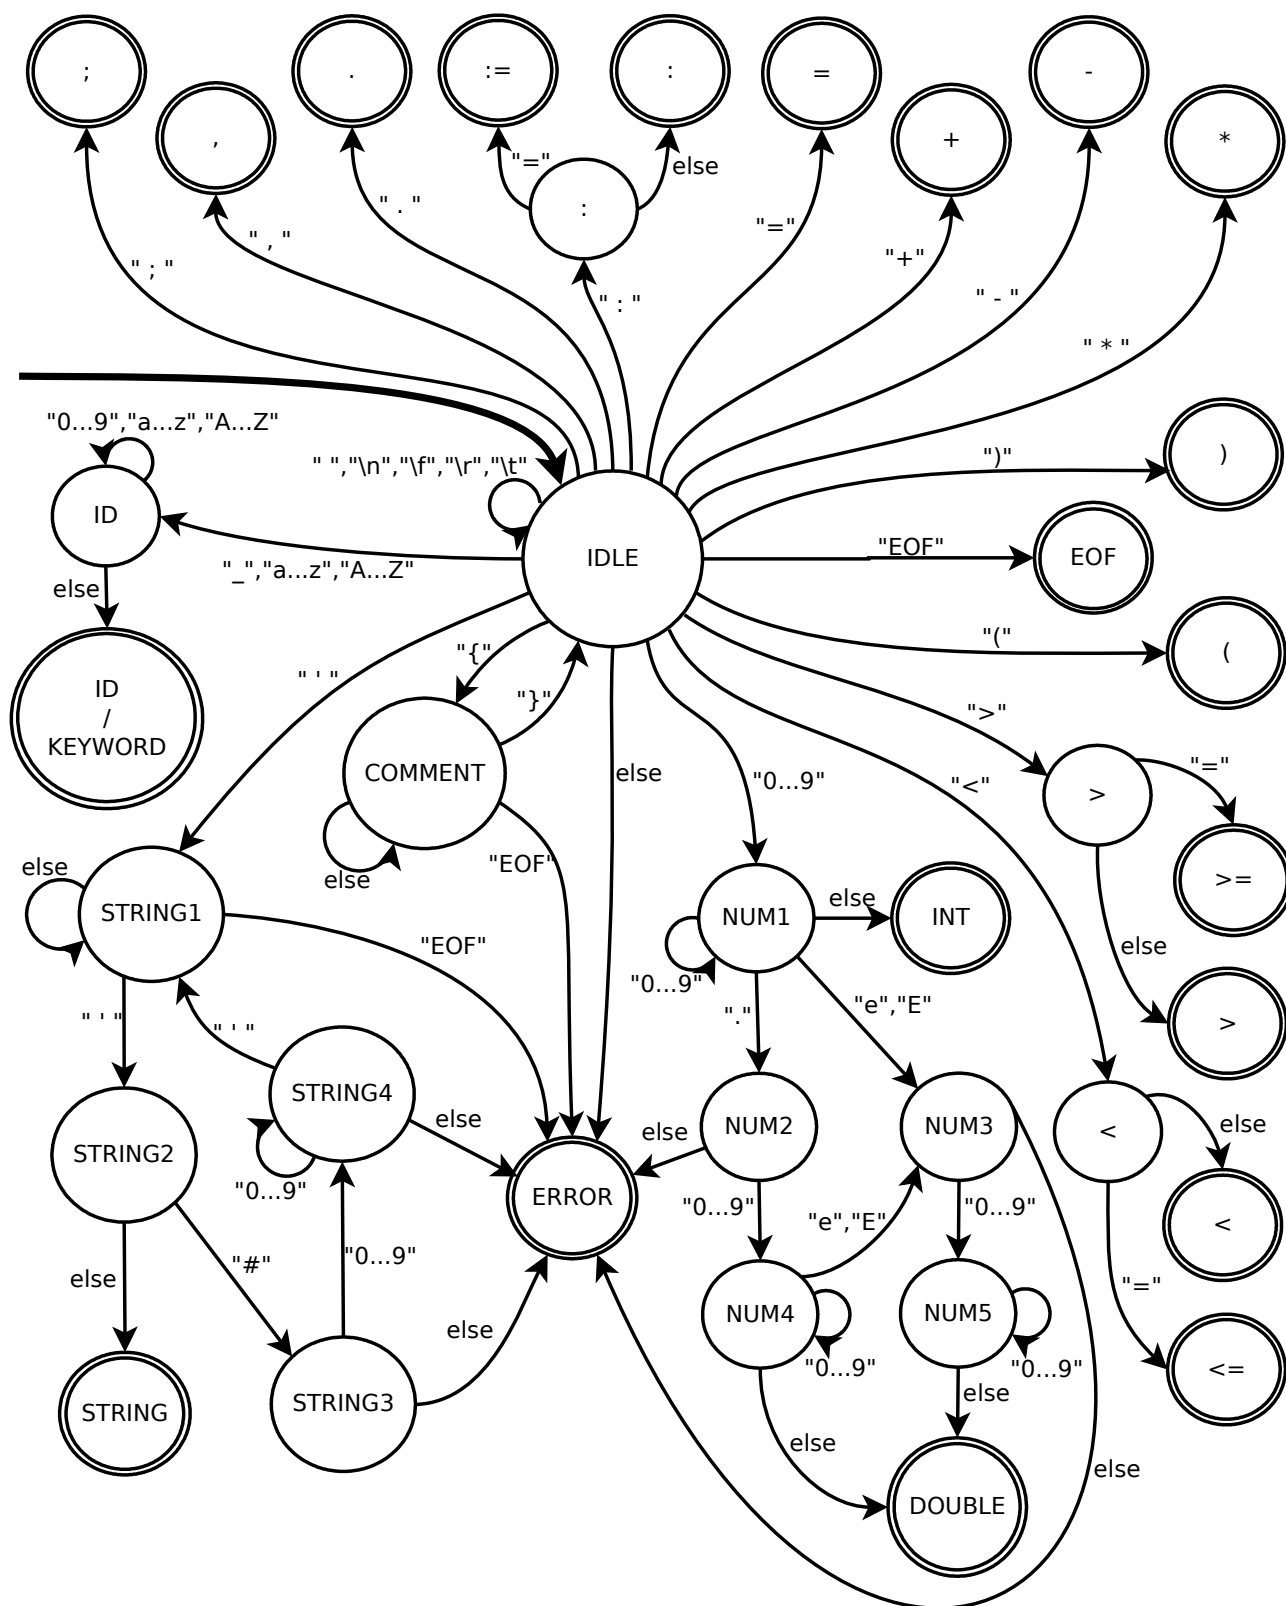 ;
,
.
:=
:
=
+
-
*
"="
:
else
" ; "
" , "
" . "
" : "
"="
"+"
" - "
" * "
"0...9","a...z","A...Z"
" ","\n","\f","\r","\t"
")"
)
ID
IDLE
"EOF"
EOF
"_","a...z","A...Z"
else
ID
/
KEYWORD
"("
(
" ' "
"{"
"}"
COMMENT
else
"EOF"
else
"0...9"
"<"
">"
>
"="
>=
else
>
else
STRING1
"EOF"
NUM1
else
INT
"0...9"
"."
"e","E"
" ' "
" ' "
STRING4
else
"0...9"
STRING2
ERROR
else
NUM2
NUM3
<
else
<
"="
<=
else
"#"
"0...9"
else
STRING
STRING3
"0...9"
"e","E"
"0...9"
NUM4
"0...9"
NUM5
"0...9"
else
else
DOUBLE
else